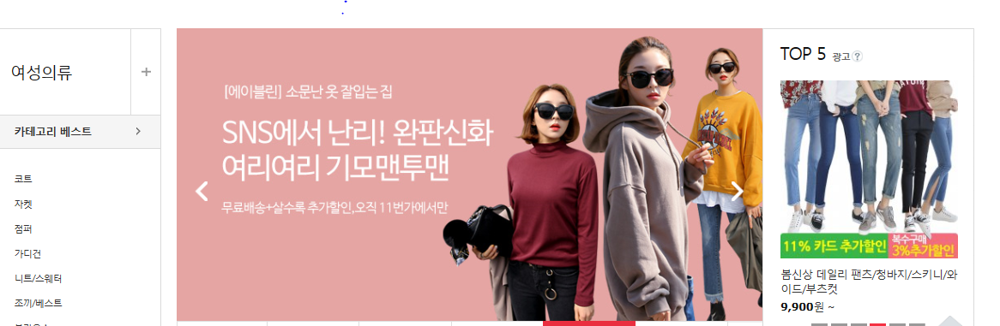 여성의류
카테고리 베스트
코트
자켓
점퍼
가디건
니트/스웨터
조끼/베스트
[에이블린] 소문난 옷 잘입는 집
SNS에서 난리! 완판신화
여리여리 기모맨투맨
무료배송+살수록 추가할인,오직 11번가에서만
TOP 5 광고?
11% 카드 추가할인
복수구매
3%추가할인
봄신상 데일리 팬츠/청바지/스키니/와
이드/부츠컷
9,900원 ~